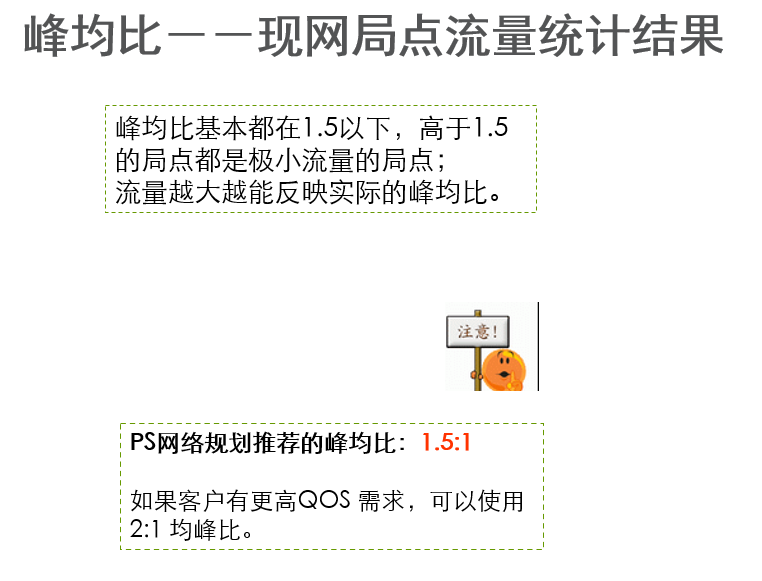 峰均比－－现网局点流量统计结果
峰均比基本都在1.5以下，高于1.5
的局点都是极小流量的局点；
流量越大越能反映实际的峰均比。
注意！
PS网络规划推荐的峰均比：1.5:1
如果客户有更高QOS 需求，可以使用
2:1 均峰比。